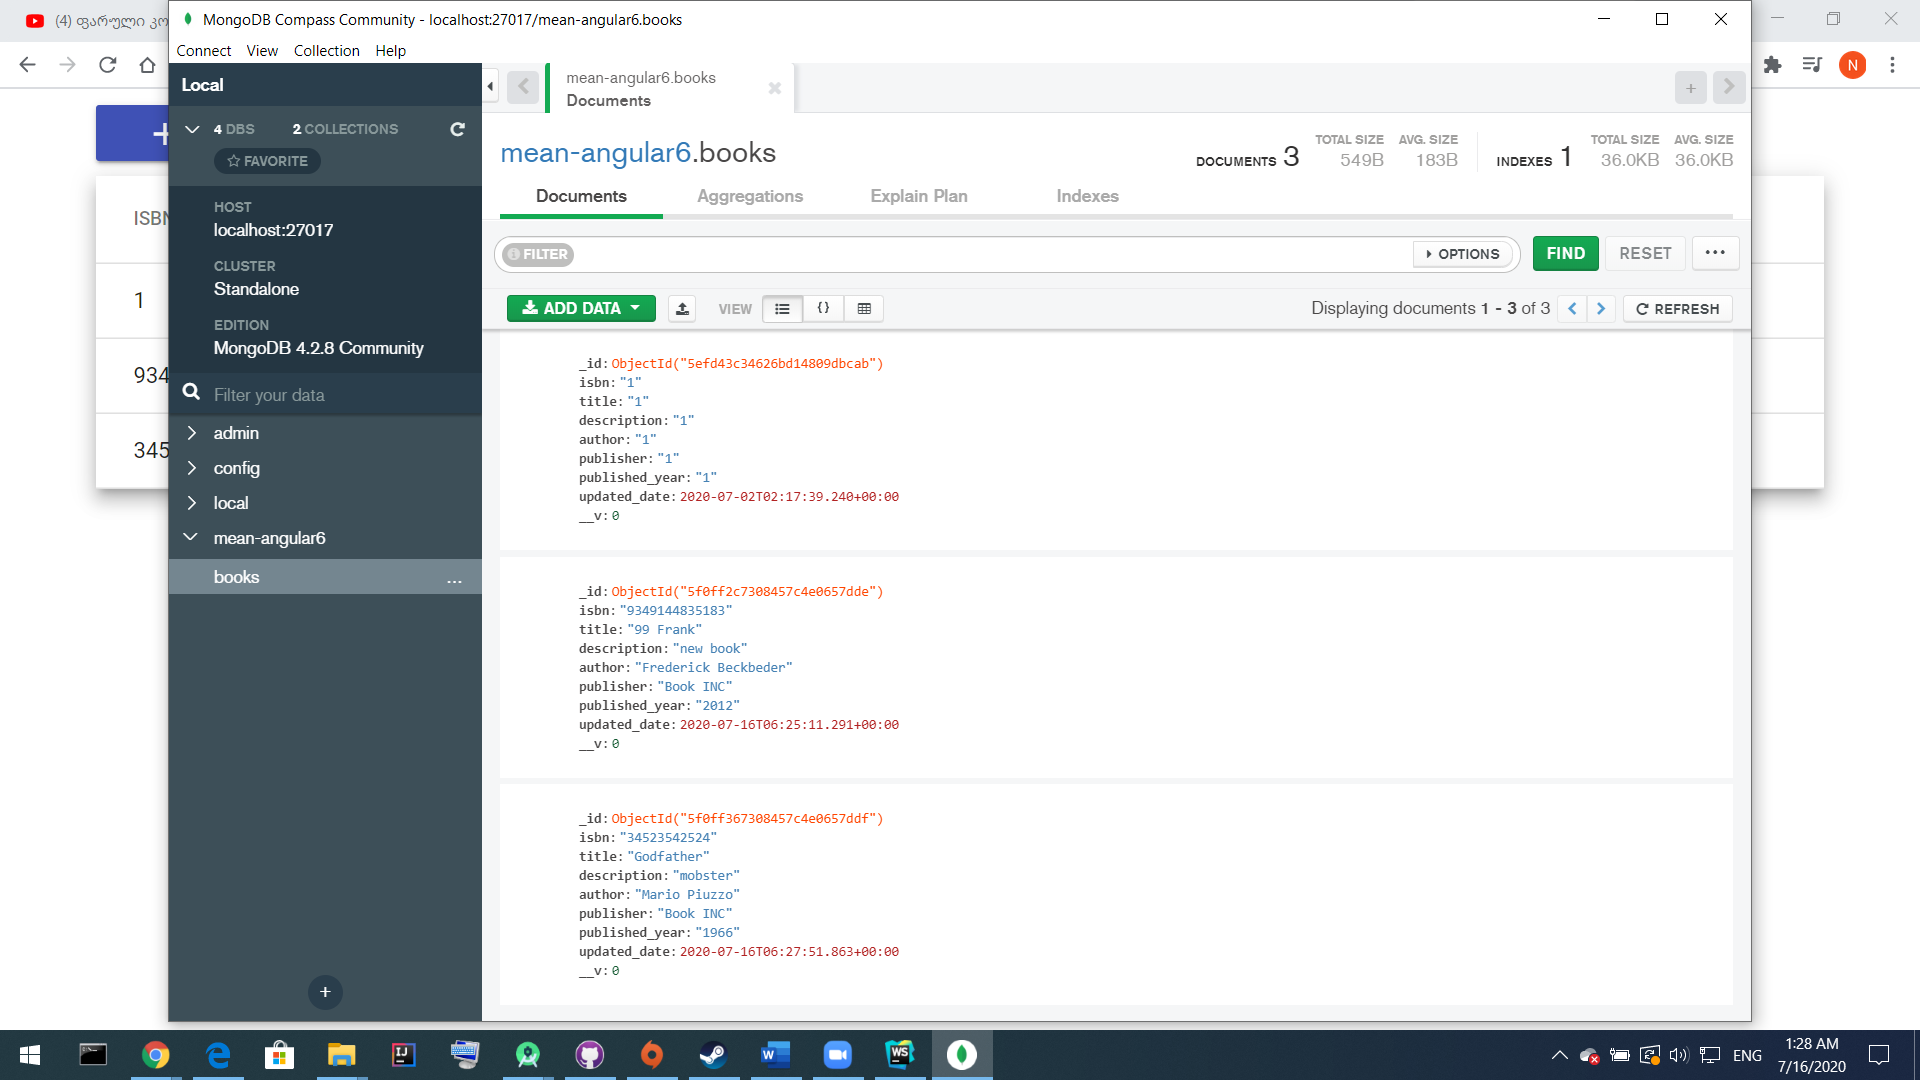 (4) ფარული კო
MongoDB Compass Community - localhost:27017/mean-angular6.books
Connect View Collection Help
N
Local
4 DBS 2 COLLECTIONS
FAVORITE
HOST
localhost:27017
CLUSTER
Standalone
EDITION
MongoDB 4.2.8 Community
Filter your data
admin
config
local
mean-angular6
books ...
+
ISBN
1
934
345
mean-angular6.books
Documents
mean-angular6.books
DOCUMENTS 3 TOTAL SIZE 549B AVG. SIZE 183B INDEXES 1 TOTAL SIZE 36.0KB AVG. SIZE 36.0KB
Documents Aggregations Explain Plan Indexes
FILTER OPTIONS FIND RESET ...
ADD DATA VIEW {} Displaying documents 1 - 3 of 3 REFRESH
_id: ObjectId("5efd43c34626bd14809dbcab")
isbn: "1"
title: "1"
description: "1"
author: "1"
publisher: "1"
published_year: "1"
updated_date: 2020-07-02T02:17:39.240+00:00
__v: 0
_id: ObjectId("5f0ff2c7308457c4e0657dde")
isbn: "9349144835183"
title: "99 Frank"
description: "new book"
author: "Frederick Beckbeder"
publisher: "Book INC"
published_year: "2012"
updated_date: 2020-07-16T06:25:11.291+00:00
__v: 0
_id: ObjectId("5f0ff367308457c4e0657ddf")
isbn: "34523542524"
title: "Godfather"
description: "mobster"
author: "Mario Piuzzo"
publisher: "Book INC"
published_year: "1966"
updated_date: 2020-07-16T06:27:51.863+00:00
__v: 0
IJ
W
WS
ENG
1:28 AM
7/16/2020